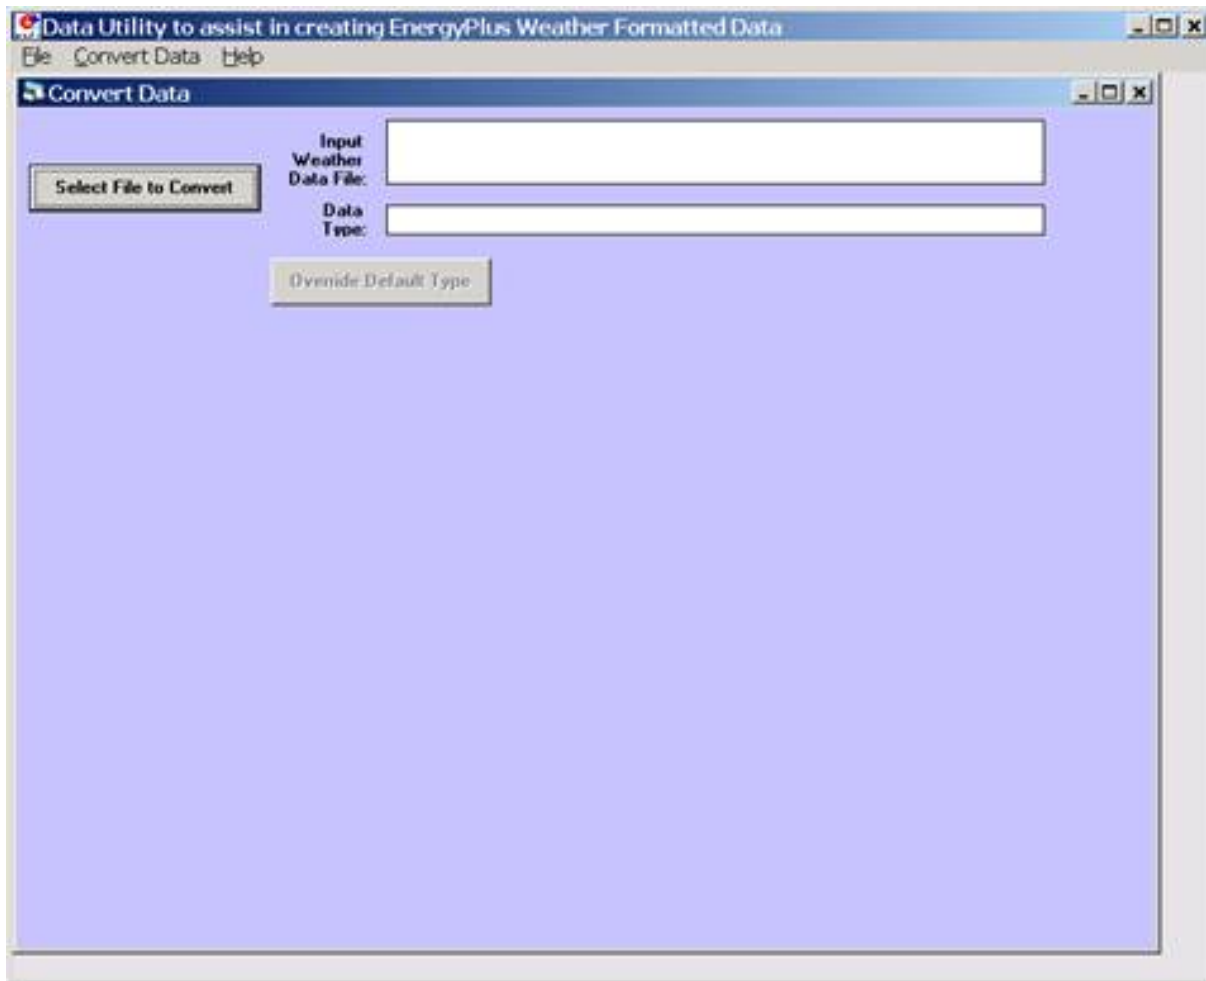 Data Utility to assist in creating EnergyPlus Weather Formatted Data
File Convert Data Help
Convert Data
Select File to Convert
Input
Weather
Data File:
Data
Type:
Override Default Type